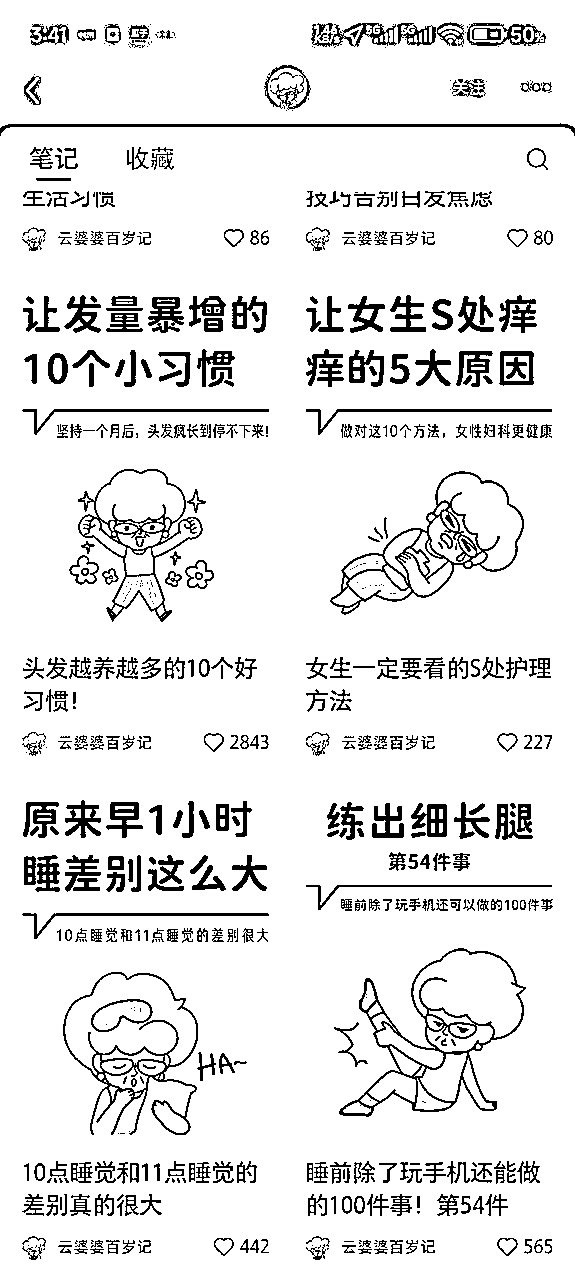 3:41
50
关注
笔记 收藏
生活习惯
云婆婆百岁记 86
技巧告别白发焦虑
云婆婆百岁记 80
让发量暴增的
10个小习惯
坚持一个月后，头发疯长到停不下来!
头发越养越多的10个好
习惯!
云婆婆百岁记 2843
让女生S处痒
痒的5大原因
做对这10个方法，女性妇科更健康
女生一定要看的S处护理
方法
云婆婆百岁记 227
原来早1小时
睡差别这么大
10点睡觉和11点睡觉的差别很大
HA~
10点睡觉和11点睡觉的
差别真的很大
云婆婆百岁记 442
练出细长腿
第54件事
睡前除了玩手机还可以做的100件事
睡前除了玩手机还能做
的100件事！第54件
云婆婆百岁记 565